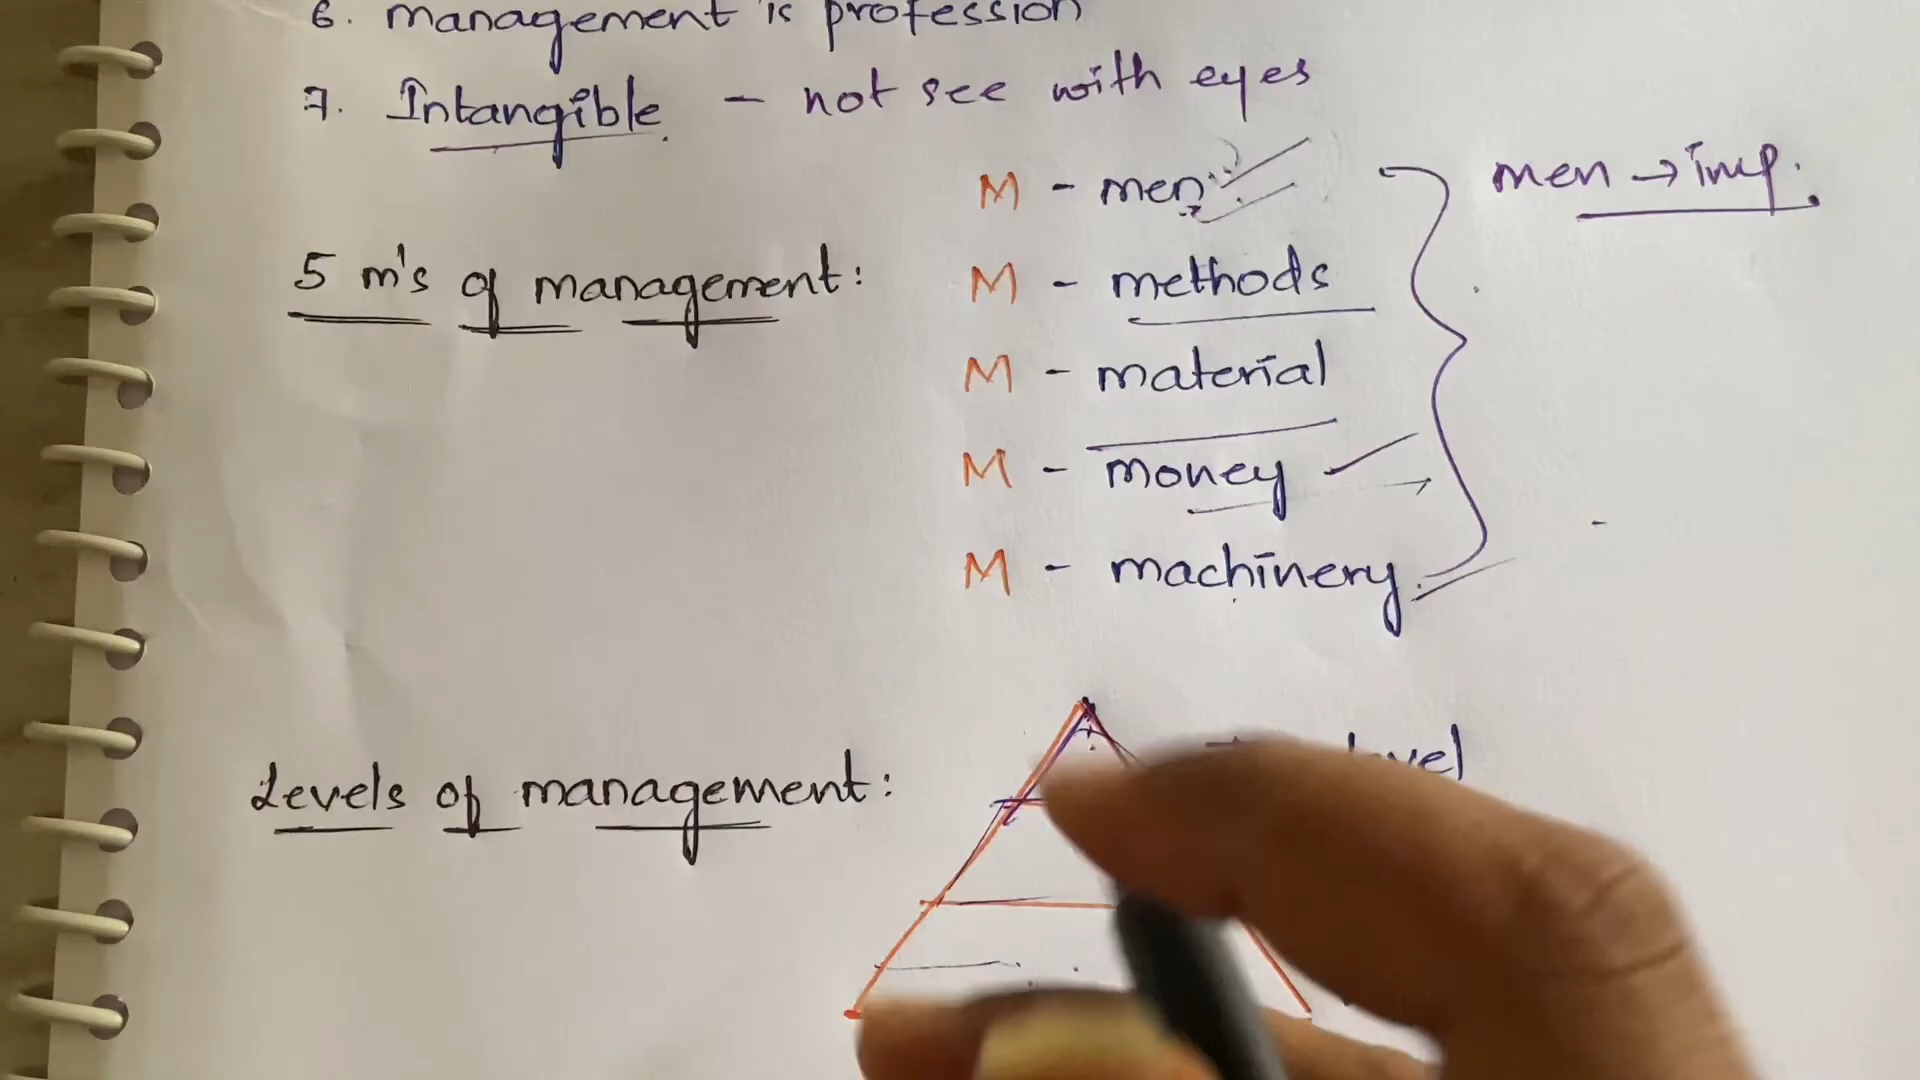 6. management is profession
7. Intangible - not see with eyes
M - men
men → imp.
5 m's of management:
M - methods
M - material
M - money
M - machinery
Levels of management: